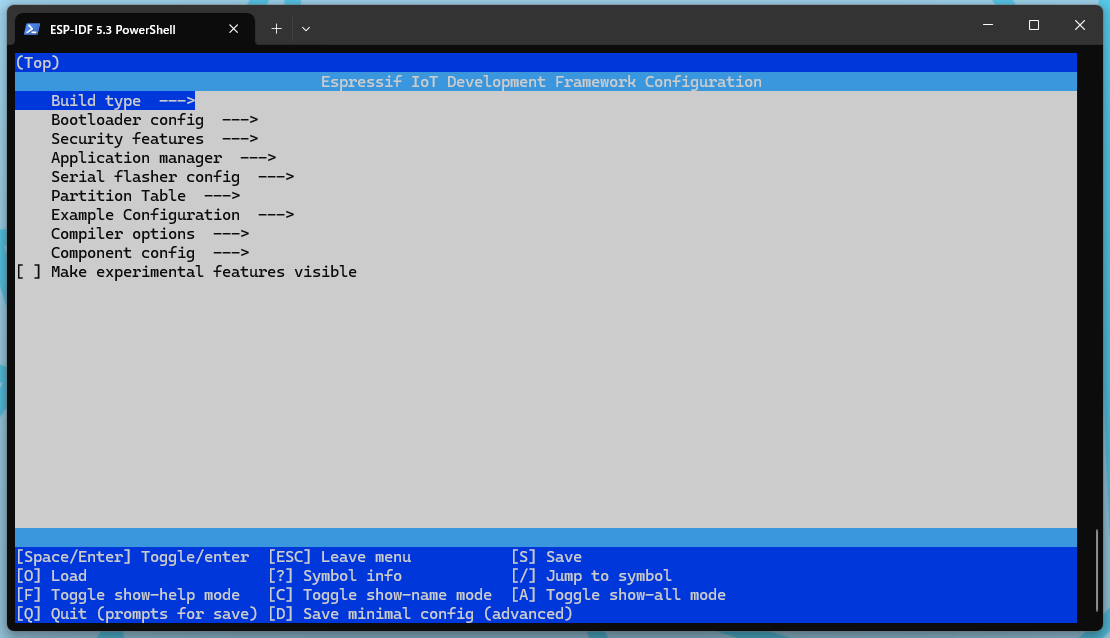 ESP-IDF 5.3 PowerShell
(Top)
Espressif IoT Development Framework Configuration
Build type  --->
Bootloader config  --->
Security features  --->
Application manager  --->
Serial flasher config  --->
Partition Table  --->
Example Configuration  --->
Compiler options  --->
Component config  --->
[ ] Make experimental features visible
[Space/Enter] Toggle/enter  [ESC] Leave menu           [S] Save
[O] Load                    [?] Symbol info            [/] Jump to symbol
[F] Toggle show-help mode   [C] Toggle show-name mode  [A] Toggle show-all mode
[Q] Quit (prompts for save) [D] Save minimal config (advanced)